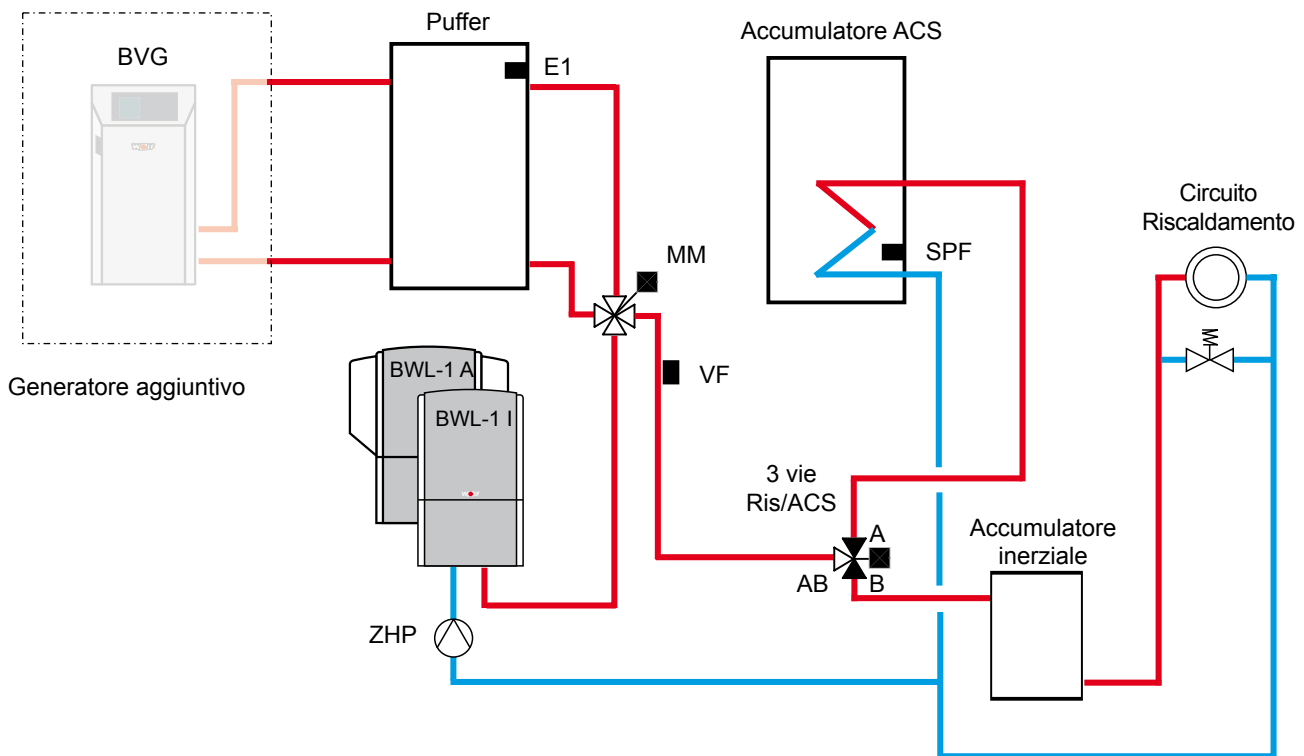 BVG
Puffer
E1
Accumulatore ACS
SPF
Circuito
Riscaldamento
MM
Generatore aggiuntivo
BWL-1 A
BWL-1 I
VF
3 vie
Ris/ACS
A
AB
B
Accumulatore
inerziale
ZHP